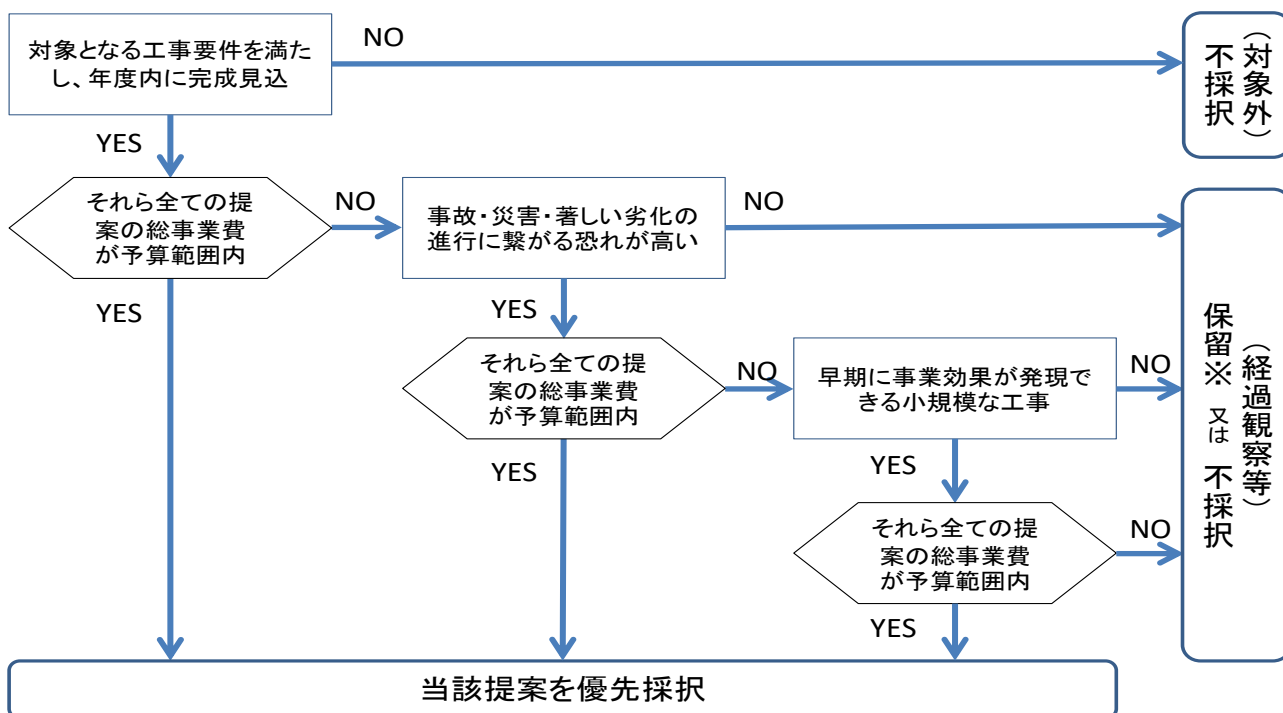 対象となる工事要件を満た
し、年度内に完成見込
NO
不採択
（対象外）
YES
それら全ての提
案の総事業費
が予算範囲内
NO
事故・災害・著しい劣化の
進行に繋がる恐れが高い
NO
YES
YES
それら全ての提
案の総事業費
が予算範囲内
NO
早期に事業効果が発現で
きる小規模な工事
NO
保留※ 又は 不採択
（経過観察等）
YES
YES
それら全ての提
案の総事業費
が予算範囲内
NO
YES
当該提案を優先採択